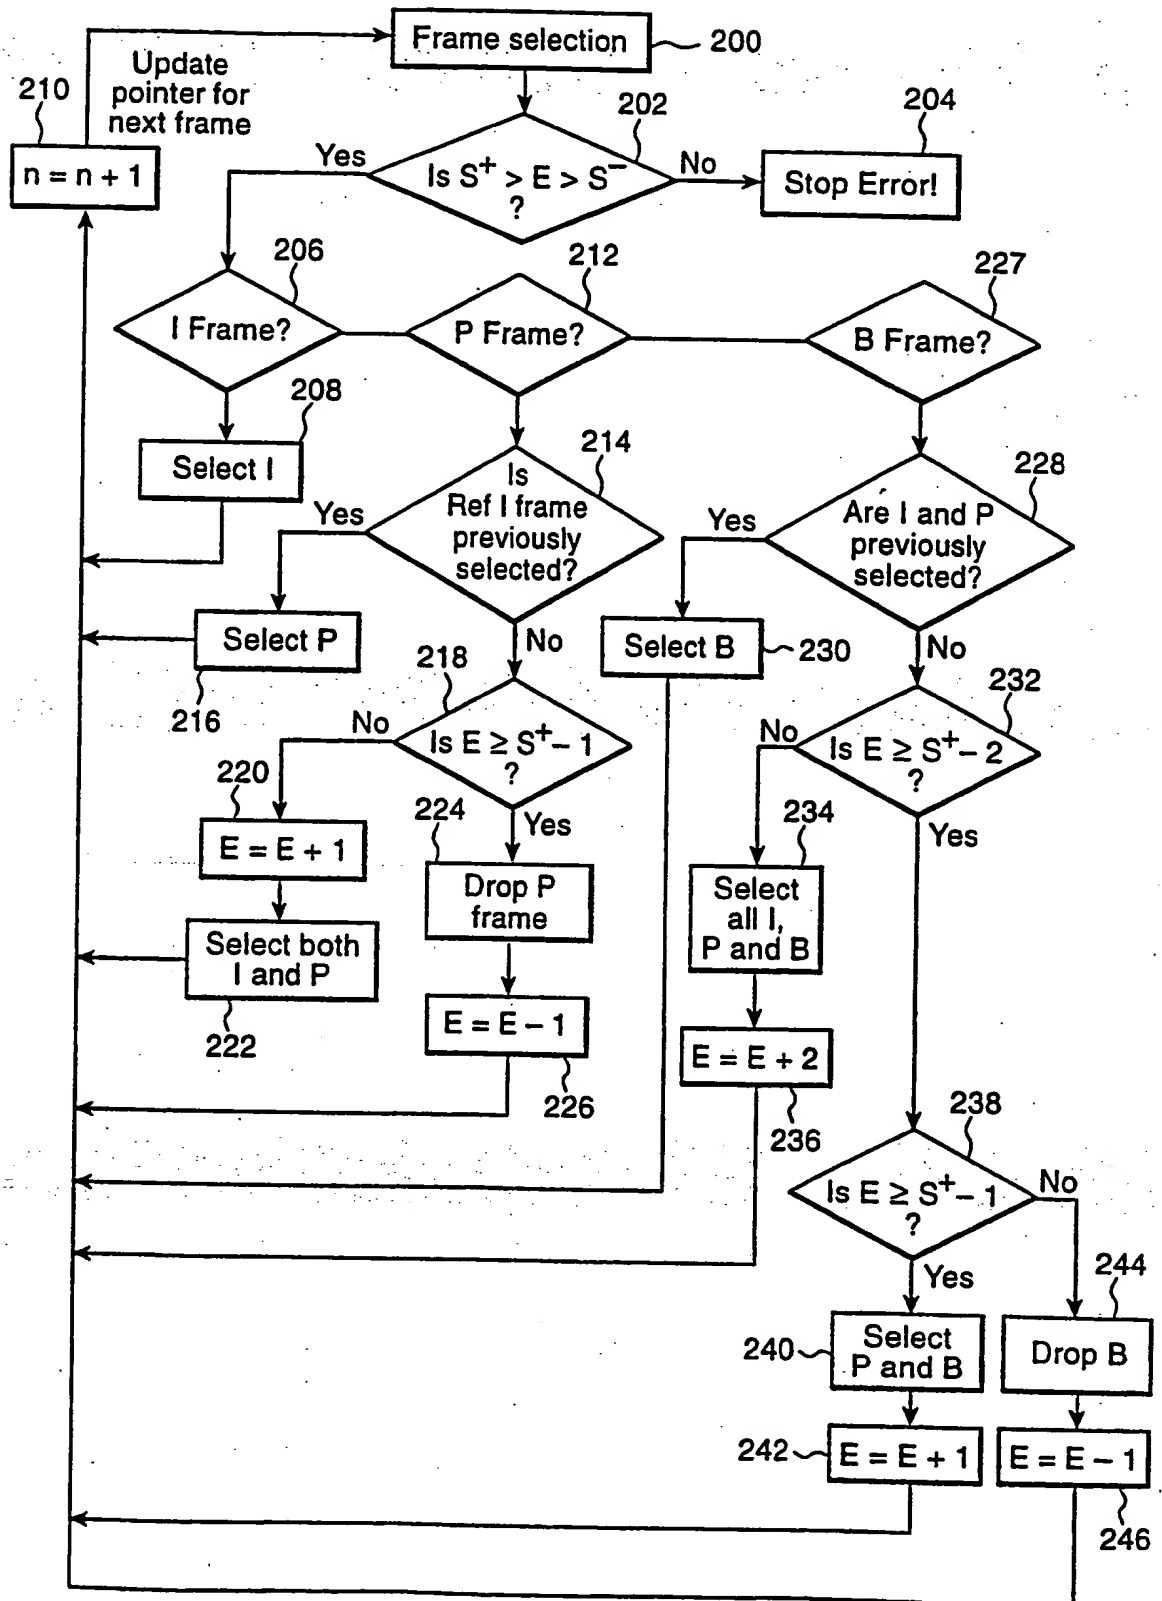 Frame selection
200
Update
pointer for
next frame
210
n = n + 1
202
Is S⁺ > E > S⁻
?
Yes
No
204
Stop Error!
206
I Frame?
212
P Frame?
227
B Frame?
208
Select I
214
Is
Ref I frame
previously
selected?
Yes
No
228
Are I and P
previously
selected?
Yes
No
Select P
216
Select B
230
218
Is E ≥ S⁺ – 1
?
No
Yes
232
Is E ≥ S⁺ – 2
?
No
Yes
220
E = E + 1
224
Drop P
frame
234
Select
all I,
P and B
Select both
I and P
222
E = E – 1
226
E = E + 2
236
238
Is E ≥ S⁺ – 1
?
No
Yes
240
Select
P and B
244
Drop B
242
E = E + 1
E = E – 1
246